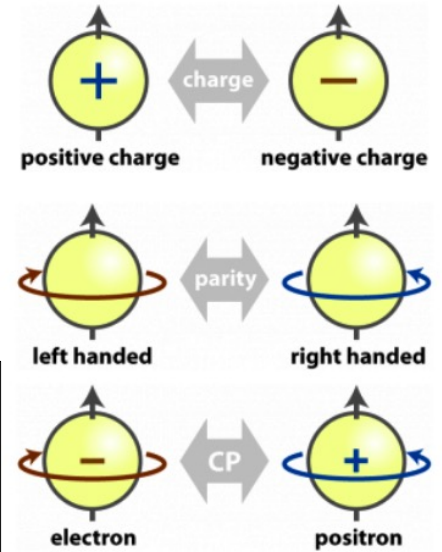 + charge −
positive charge negative charge
parity
left handed right handed
− CP +
electron positron